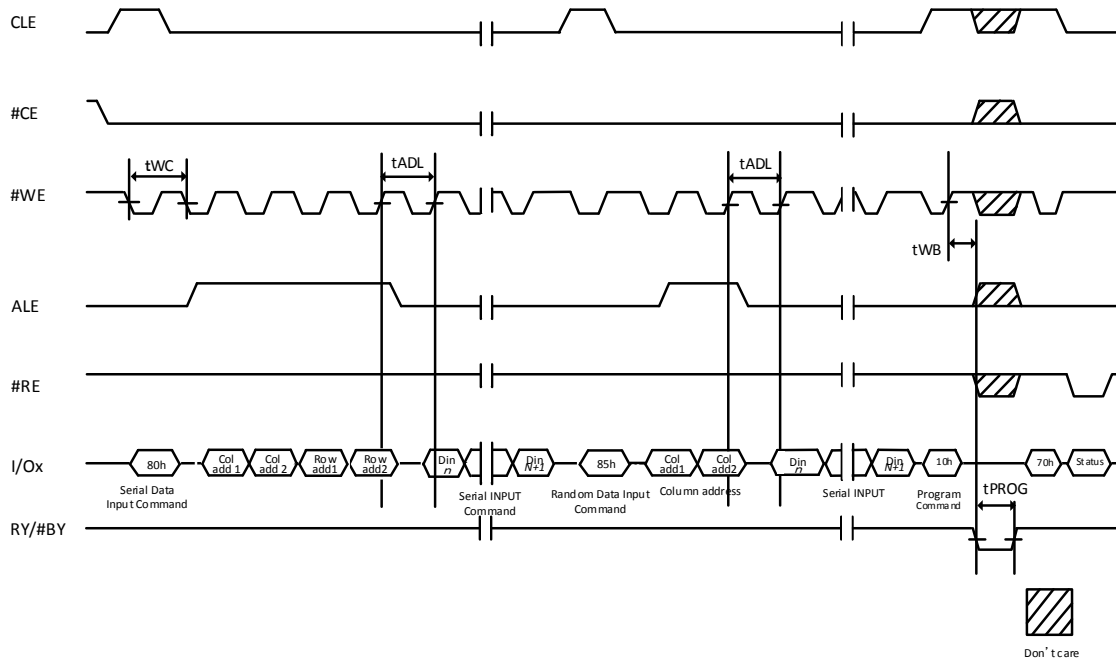 CLE
#CE
tWC
tADL
tADL
#WE
tWB
ALE
#RE
I/Ox
80h
Col
add 1
Col
add 2
Row
add1
Row
add2
Din
n
Din
N+1
85h
Col
add1
Col
add2
Din
n
Din
N+1
10h
70h
Status
Serial Data
Input Command
Serial INPUT
Command
Random Data Input
Command
Column address
Serial INPUT
Program
Command
tPROG
RY/#BY
Don't care